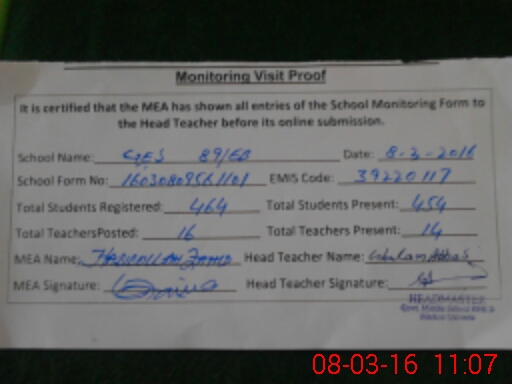 Monitoring Visit Proof
It is certified that the MEA has shown all entries of the School Monitoring Form to
the Head Teacher before its online submission.
School Name: GES 89/EB Date: 8-3-2016
School Form No: 16030809561101 EMIS Code: 39220117
Total Students Registered: 464 Total Students Present: 454
Total TeachersPosted: 16 Total Teachers Present: 14
MEA Name: Head Teacher Name: Ghulam Abbas
MEA Signature: Head Teacher Signature:
HEADMASTER
08-03-16 11:07